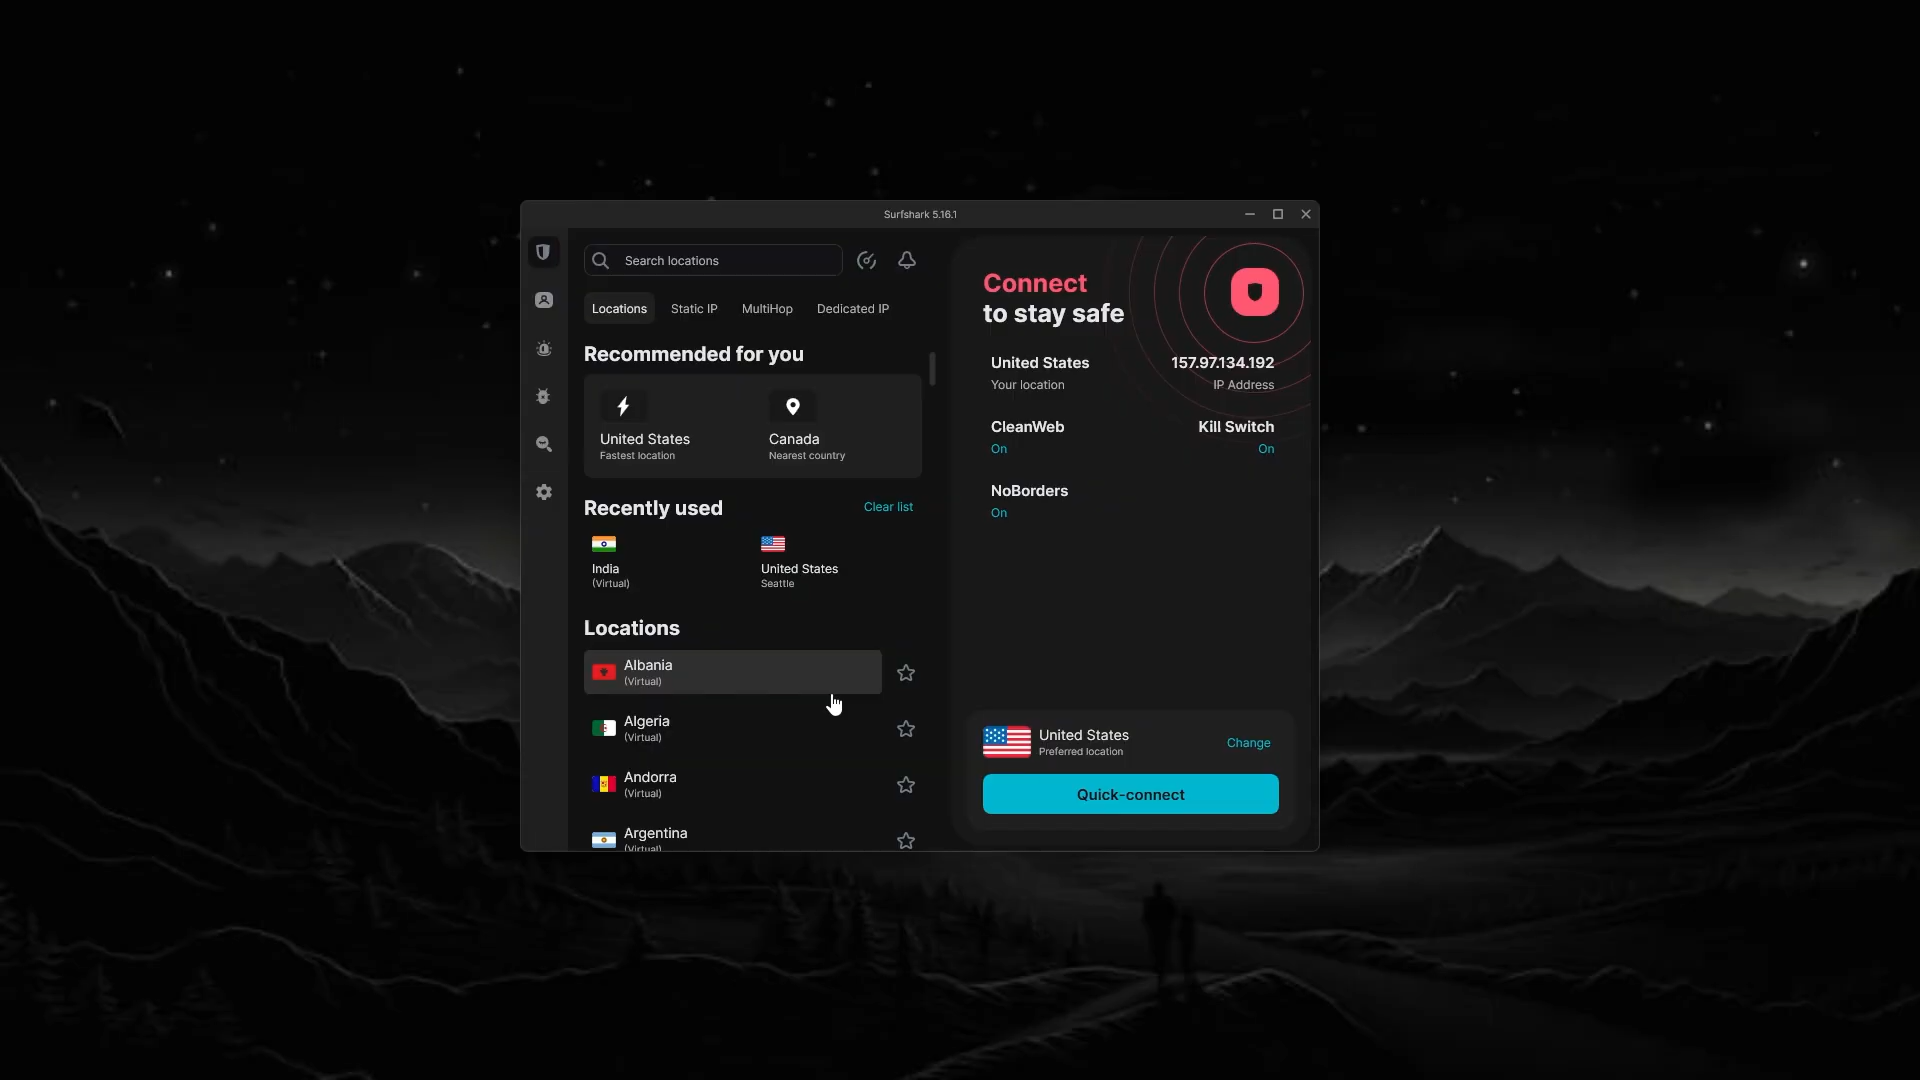 Surfshark 5.16.1
Search locations
Locations
Static IP
MultiHop
Dedicated IP
Recommended for you
United States
Fastest location
Canada
Nearest country
Recently used
Clear list
India
(Virtual)
United States
Seattle
Locations
Albania
(Virtual)
Algeria
(Virtual)
Andorra
(Virtual)
Argentina
(Virtual)
Connect
to stay safe
United States
Your location
157.97.134.192
IP Address
CleanWeb
On
Kill Switch
On
NoBorders
On
United States
Preferred location
Change
Quick-connect